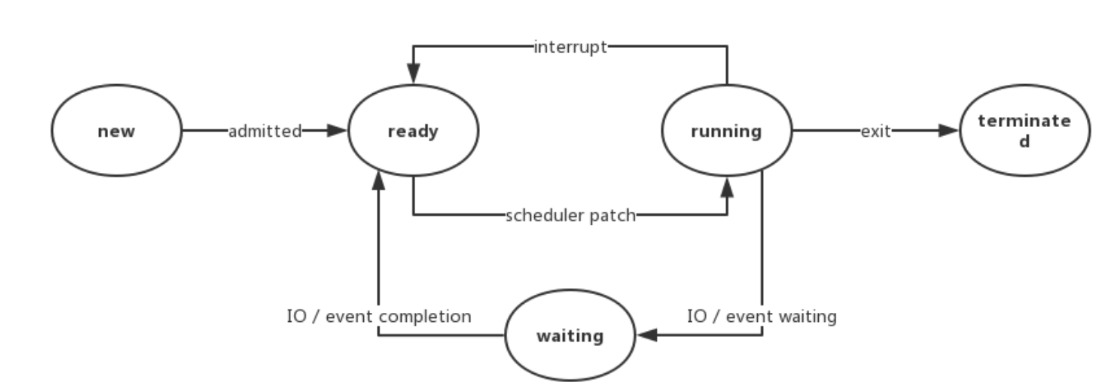 interrupt
new
admitted
ready
running
exit
terminate
d
scheduler patch
IO / event completion
IO / event waiting
waiting